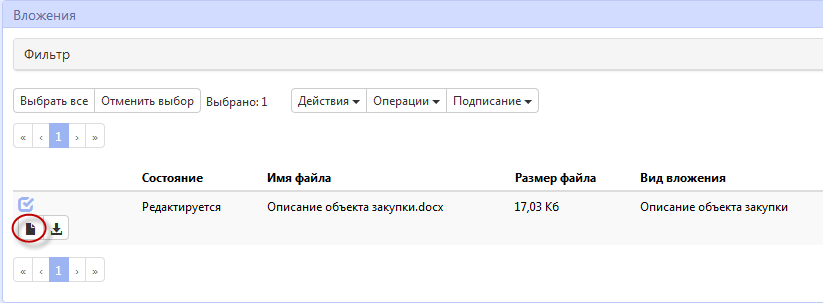 Вложения
Фильтр
Выбрать все Отменить выбор Выбрано: 1 Действия Операции Подписание
« ‹ 1 › »
Состояние Имя файла Размер файла Вид вложения
Редактируется Описание объекта закупки.docx 17,03 Кб Описание объекта закупки
« ‹ 1 › »